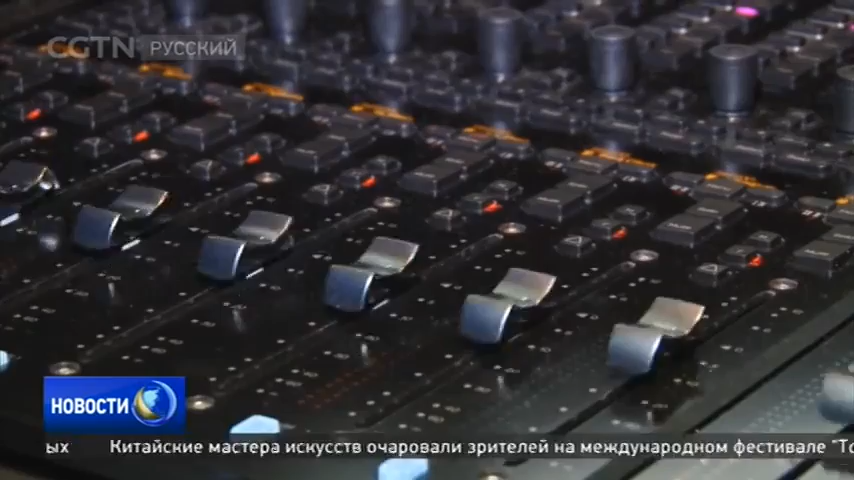 CGTN РУССКИЙ
НОВОСТИ
ых Китайские мастера искусств очаровали зрителей на международном фестивале "То